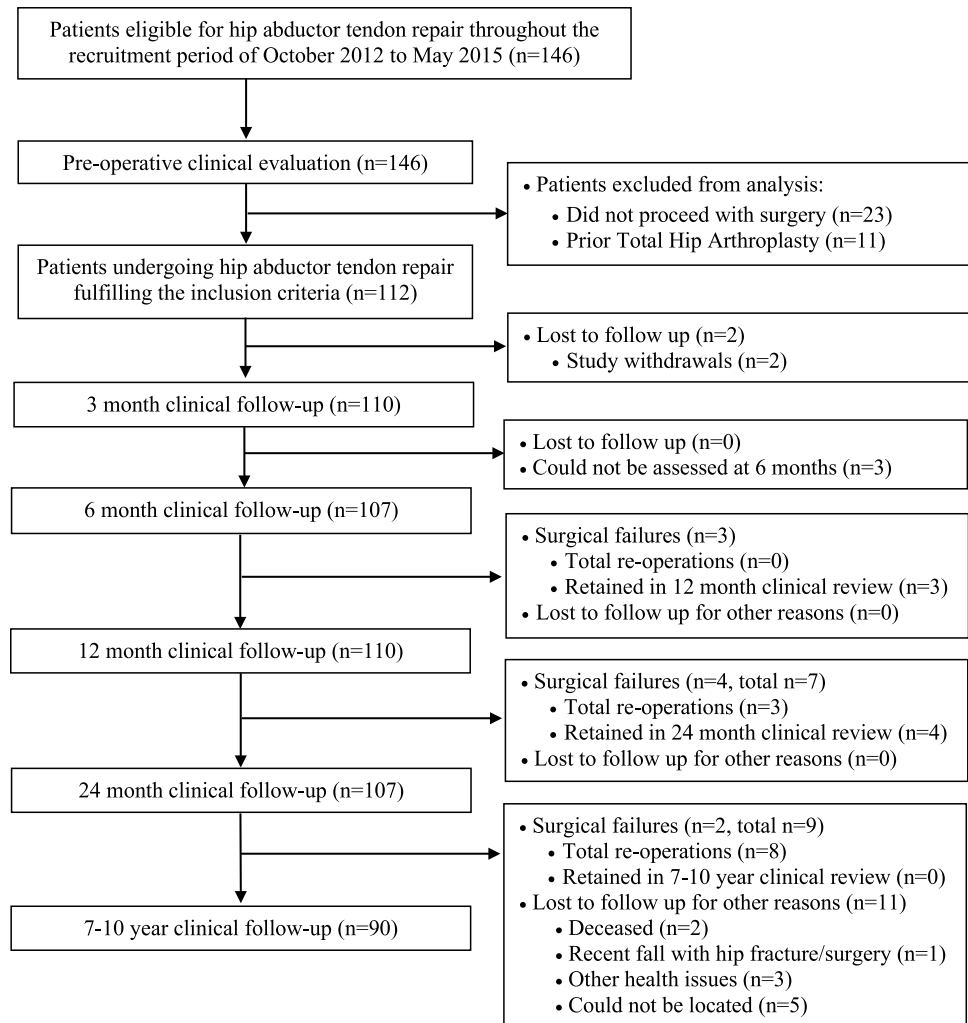 Patients eligible for hip abductor tendon repair throughout the
recruitment period of October 2012 to May 2015 (n=146)
Pre-operative clinical evaluation (n=146)
• Patients excluded from analysis:
• Did not proceed with surgery (n=23)
• Prior Total Hip Arthroplasty (n=11)
Patients undergoing hip abductor tendon repair
fulfilling the inclusion criteria (n=112)
• Lost to follow up (n=2)
• Study withdrawals (n=2)
3 month clinical follow-up (n=110)
• Lost to follow up (n=0)
• Could not be assessed at 6 months (n=3)
6 month clinical follow-up (n=107)
• Surgical failures (n=3)
• Total re-operations (n=0)
• Retained in 12 month clinical review (n=3)
• Lost to follow up for other reasons (n=0)
12 month clinical follow-up (n=110)
• Surgical failures (n=4, total n=7)
• Total re-operations (n=3)
• Retained in 24 month clinical review (n=4)
• Lost to follow up for other reasons (n=0)
24 month clinical follow-up (n=107)
• Surgical failures (n=2, total n=9)
• Total re-operations (n=8)
• Retained in 7-10 year clinical review (n=0)
• Lost to follow up for other reasons (n=11)
• Deceased (n=2)
• Recent fall with hip fracture/surgery (n=1)
• Other health issues (n=3)
• Could not be located (n=5)
7-10 year clinical follow-up (n=90)